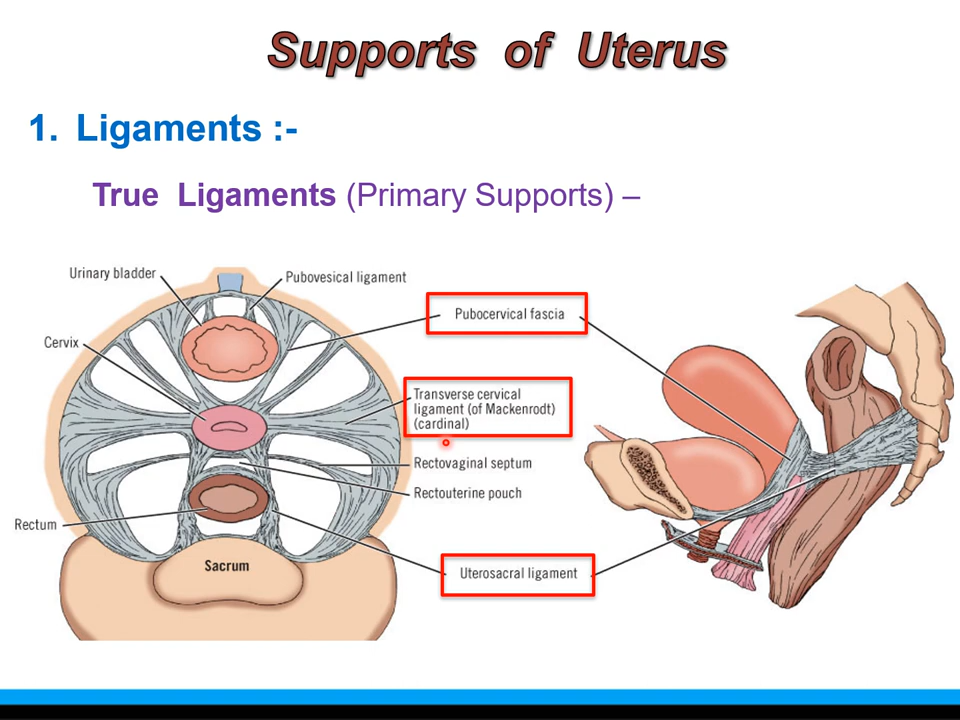 Supports of Uterus
1. Ligaments :-
True Ligaments (Primary Supports) –
Urinary bladder
Pubovesical ligament
Pubocervical fascia
Cervix
Transverse cervical
ligament (of Mackenrodt)
(cardinal)
Rectovaginal septum
Rectouterine pouch
Rectum
Sacrum
Uterosacral ligament